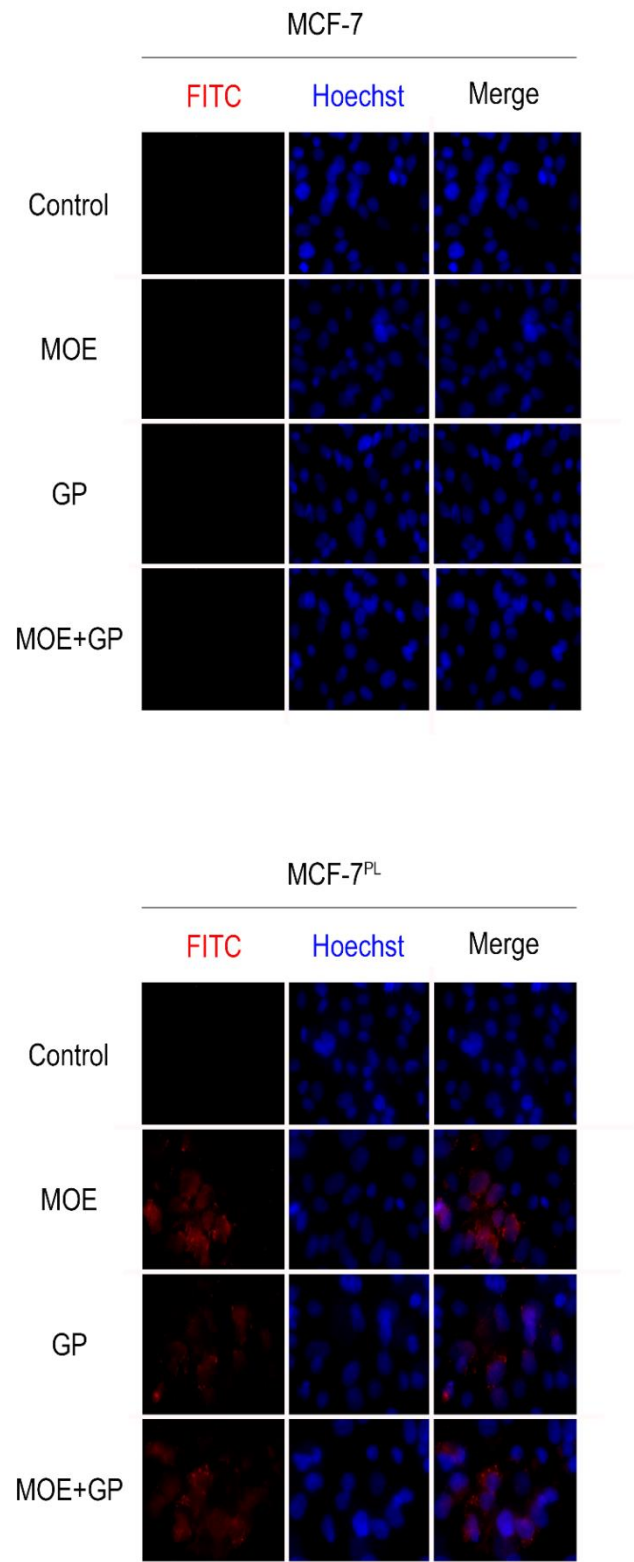 MCF-7
FITC Hoechst Merge
Control
MOE
GP
MOE+GP
MCF-7ᴾᴸ
FITC Hoechst Merge
Control
MOE
GP
MOE+GP